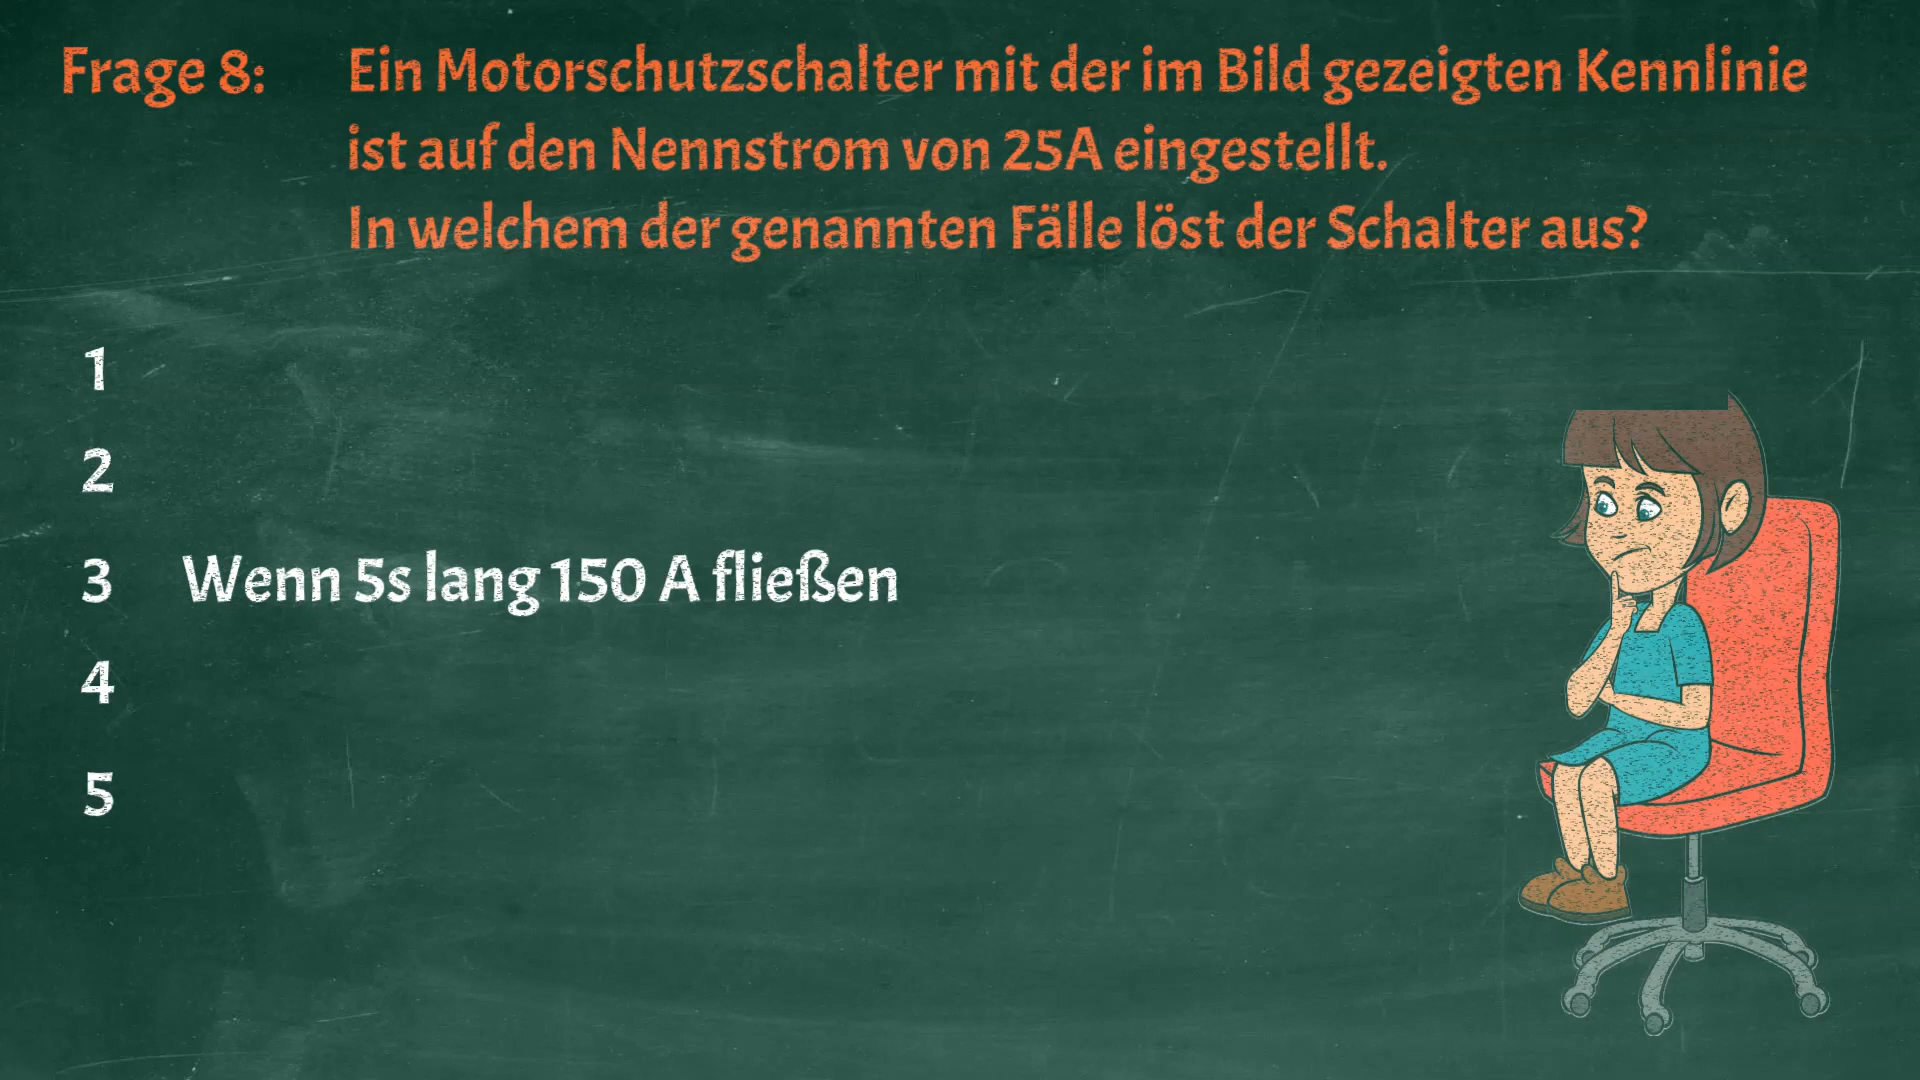 Frage 8: Ein Motorschutzschalter mit der im Bild gezeigten Kennlinie
ist auf den Nennstrom von 25A eingestellt.
In welchem der genannten Fälle löst der Schalter aus?
1
2
3 Wenn 5s lang 150 A fließen
4
5